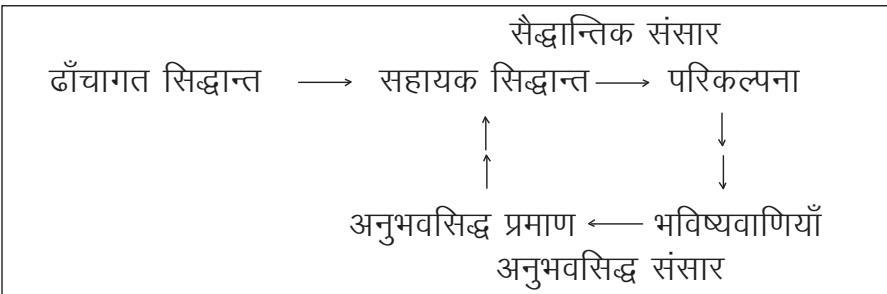 सैद्धान्तिक संसार
ढाँचागत सिद्धान्त ⟶ सहायक सिद्धान्त ⟶ परिकल्पना
अनुभवसिद्ध प्रमाण ⟵ भविष्यवाणियाँ
अनुभवसिद्ध संसार